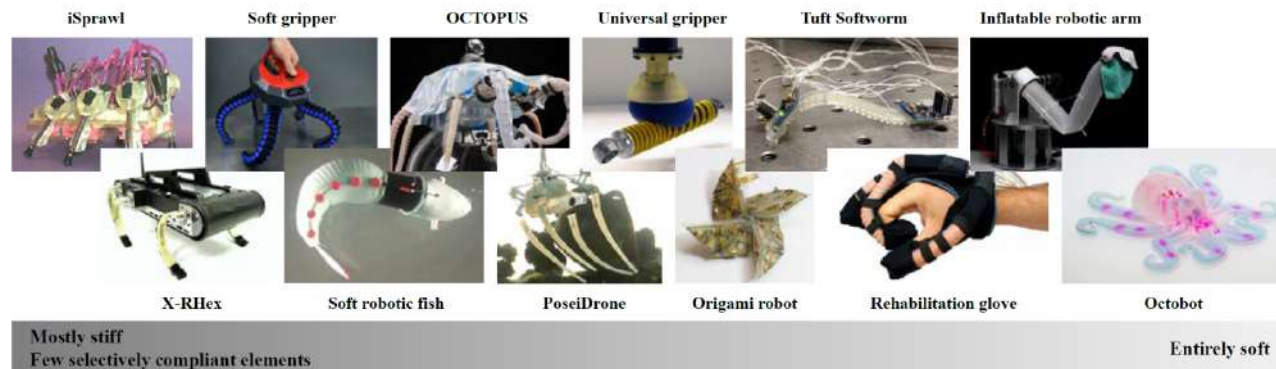 iSprawl
Soft gripper
OCTOPUS
Universal gripper
Tuft Softworm
Inflatable robotic arm
X-RHex
Soft robotic fish
PoseiDrone
Origami robot
Rehabilitation glove
Octobot
Mostly stiff
Few selectively compliant elements
Entirely soft